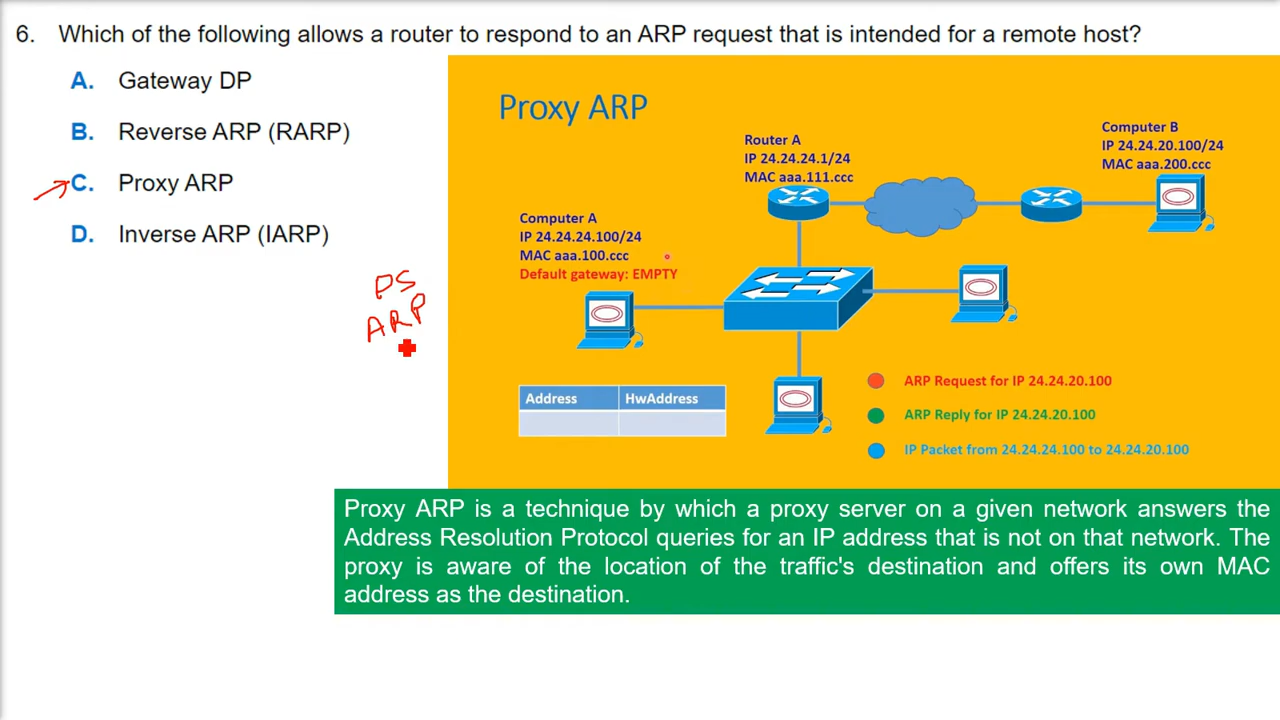 6. Which of the following allows a router to respond to an ARP request that is intended for a remote host?
A. Gateway DP
B. Reverse ARP (RARP)
C. Proxy ARP
D. Inverse ARP (IARP)
PS
ARP
Proxy ARP
Router A
IP 24.24.24.1/24
MAC aaa.111.ccc
Computer B
IP 24.24.20.100/24
MAC aaa.200.ccc
Computer A
IP 24.24.24.100/24
MAC aaa.100.ccc
Default gateway: EMPTY
Address HwAddress
ARP Request for IP 24.24.20.100
ARP Reply for IP 24.24.20.100
IP Packet from 24.24.24.100 to 24.24.20.100
Proxy ARP is a technique by which a proxy server on a given network answers the
Address Resolution Protocol queries for an IP address that is not on that network. The
proxy is aware of the location of the traffic's destination and offers its own MAC
address as the destination.